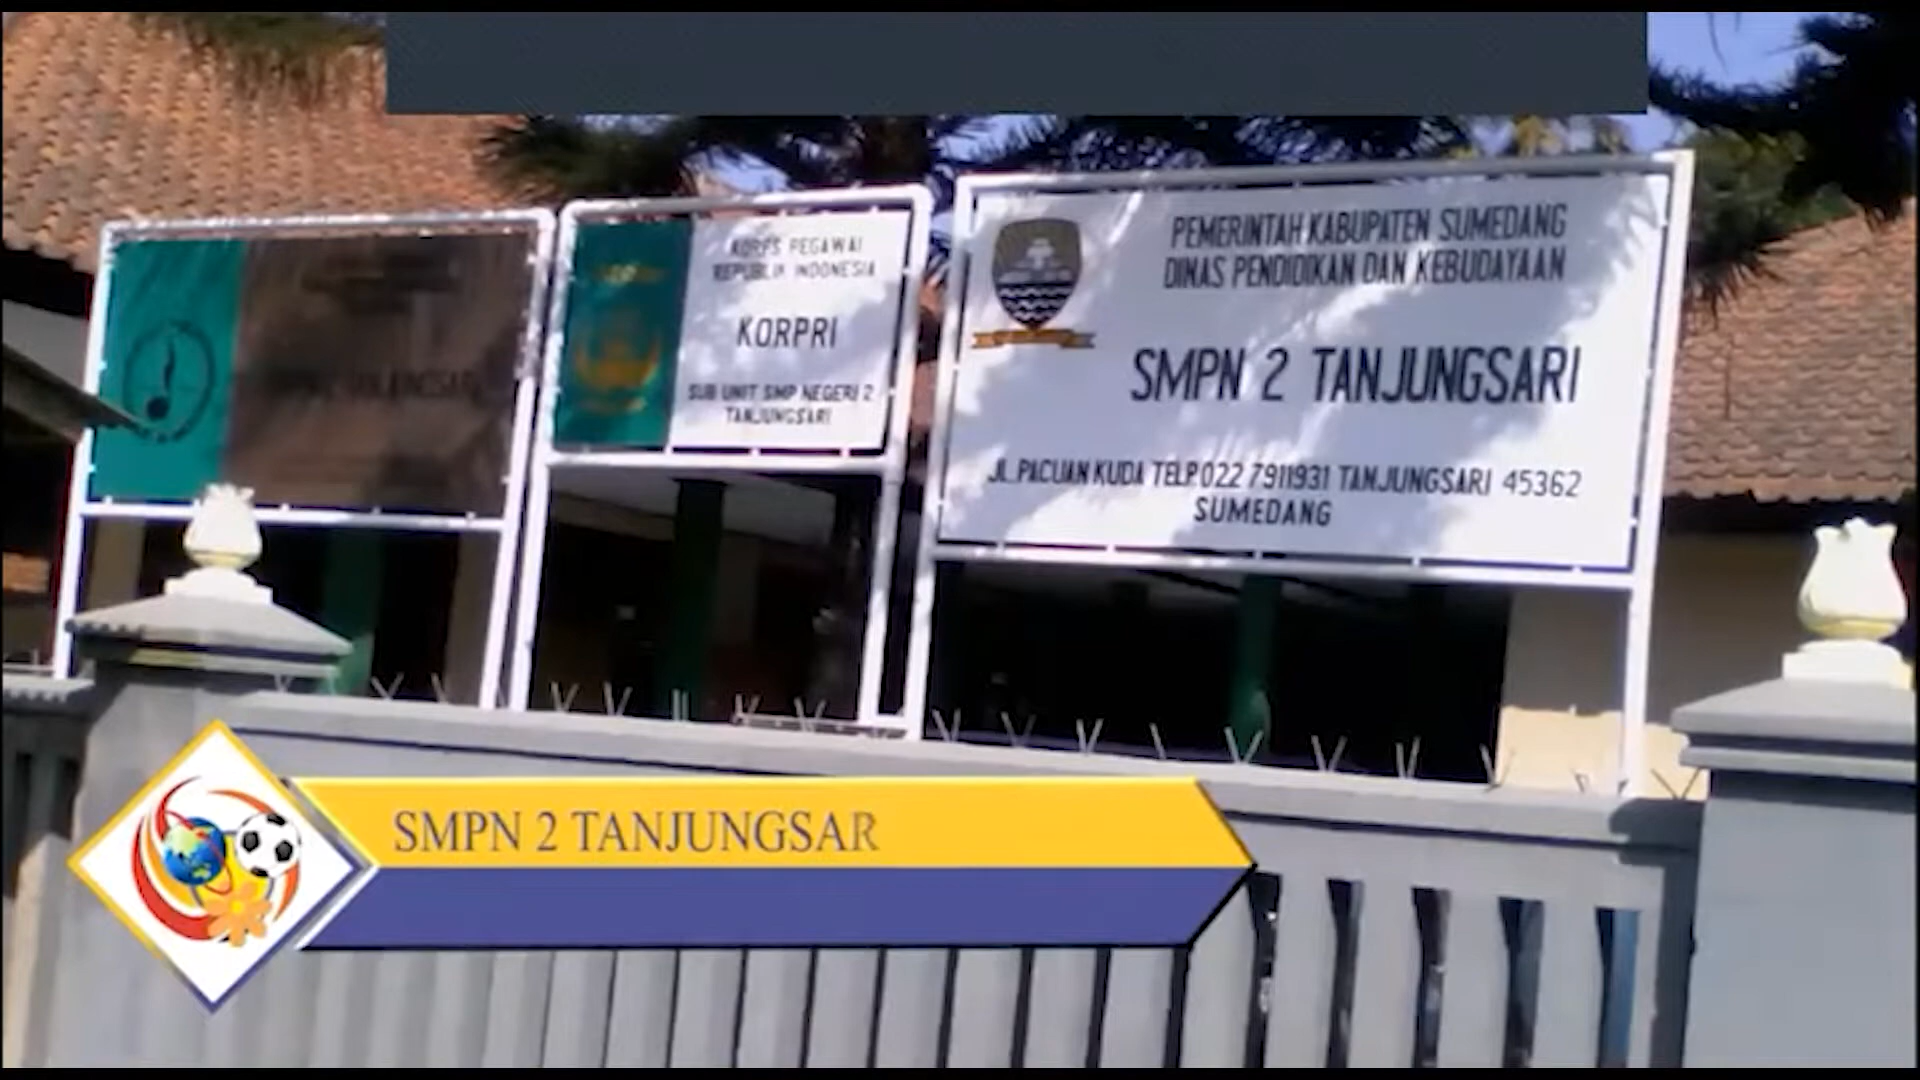 KORPS PEGAWAI
REPUBLIK INDONESIA
KORPRI
SUB UNIT SMP NEGERI 2
TANJUNGSARI
PEMERINTAH KABUPATEN SUMEDANG
DINAS PENDIDIKAN DAN KEBUDAYAAN
SMPN 2 TANJUNGSARI
JL. PACUAN KUDA TELP.022 7911931 TANJUNGSARI 45362
SUMEDANG
SMPN 2 TANJUNGSAR